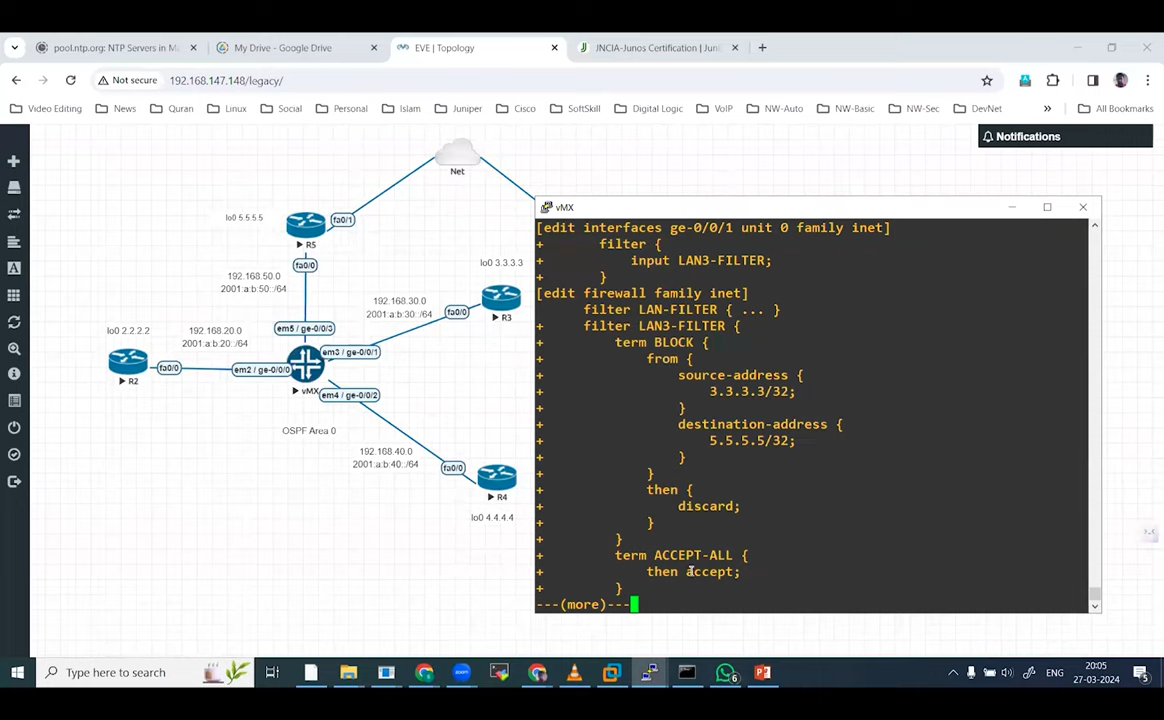 pool.ntp.org: NTP Servers in Ma
My Drive - Google Drive
EVE | Topology
JNCIA-Junos Certification | Juni
Not secure
192.168.147.148/legacy/
Video Editing
News
Quran
Linux
Social
Personal
Islam
Juniper
Cisco
SoftSkill
Digital Logic
VoIP
NW-Auto
NW-Basic
NW-Sec
DevNet
All Bookmarks
Notifications
Net
lo0 5.5.5.5
fa0/1
R5
fa0/0
192.168.50.0
2001:a:b:50::/64
lo0 3.3.3.3
192.168.30.0
2001:a:b:30::/64
fa0/0
R3
lo0 2.2.2.2
192.168.20.0
2001:a:b:20::/64
em5 / ge-0/0/3
em3 / ge-0/0/1
fa0/0
em2 / ge-0/0/0
R2
vMX
em4 / ge-0/0/2
OSPF Area 0
192.168.40.0
2001:a:b:40::/64
fa0/0
R4
lo0 4.4.4.4
vMX
[edit interfaces ge-0/0/1 unit 0 family inet]
+       filter {
+           input LAN3-FILTER;
+       }
[edit firewall family inet]
      filter LAN-FILTER { ... }
+     filter LAN3-FILTER {
+         term BLOCK {
+             from {
+                 source-address {
+                     3.3.3.3/32;
+                 }
+                 destination-address {
+                     5.5.5.5/32;
+                 }
+             }
+             then {
+                 discard;
+             }
+         }
+         term ACCEPT-ALL {
+             then accept;
+         }
---(more)---
Type here to search
6
ENG
20:05
27-03-2024
5